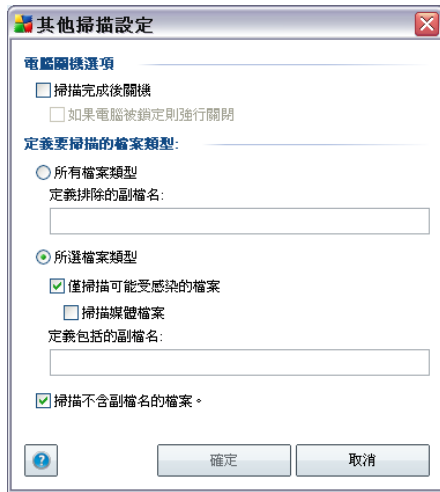 其他掃描設定
電腦關機選項
掃描完成後關機
如果電腦被鎖定則強行關閉
定義要掃描的檔案類型:
所有檔案類型
定義排除的副檔名:
所選檔案類型
僅掃描可能受感染的檔案
掃描媒體檔案
定義包括的副檔名:
掃描不含副檔名的檔案。
?
確定
取消